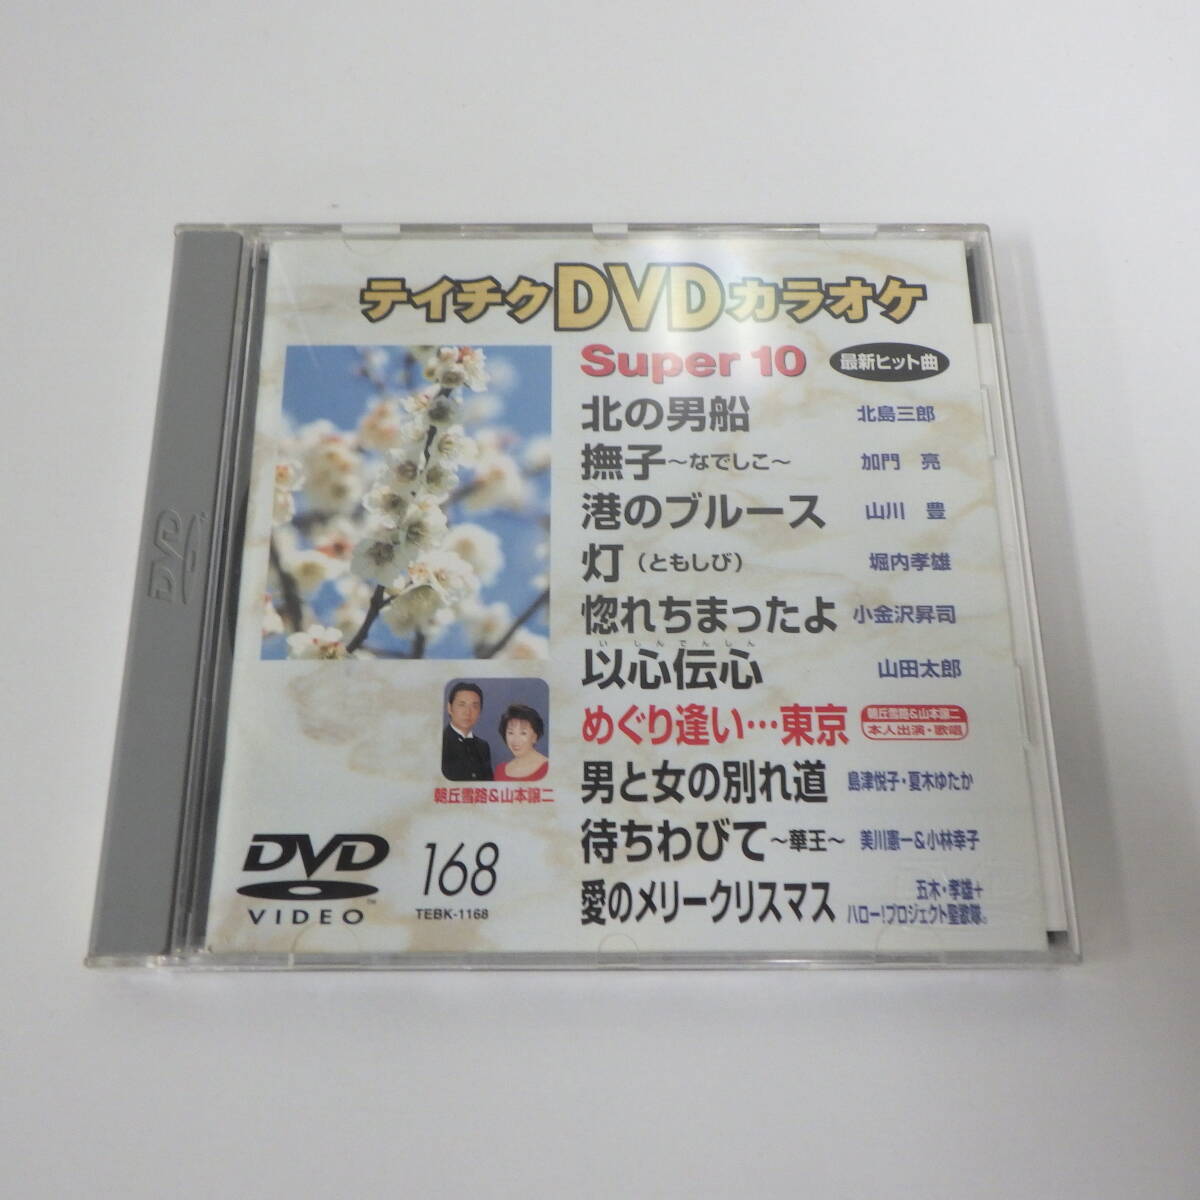 テイチクDVDカラオケ
Super 10 最新ヒット曲
北の男船 北島三郎
撫子～なでしこ～ 加門 亮
港のブルース 山川 豊
灯(ともしび) 堀内孝雄
惚れちまったよ 小金沢昇司
いしんでんしん
以心伝心 山田太郎
めぐり逢い…東京 朝丘雪路&山本譲二
本人出演・歌唱
男と女の別れ道 島津悦子・夏木ゆたか
待ちわびて～華王～ 美川憲一&小林幸子
愛のメリークリスマス 五木・孝雄+
ハロー!プロジェクト聖歌隊。
朝丘雪路&山本譲二
DVD
VIDEO
TM
168
TEBK-1168
DVD